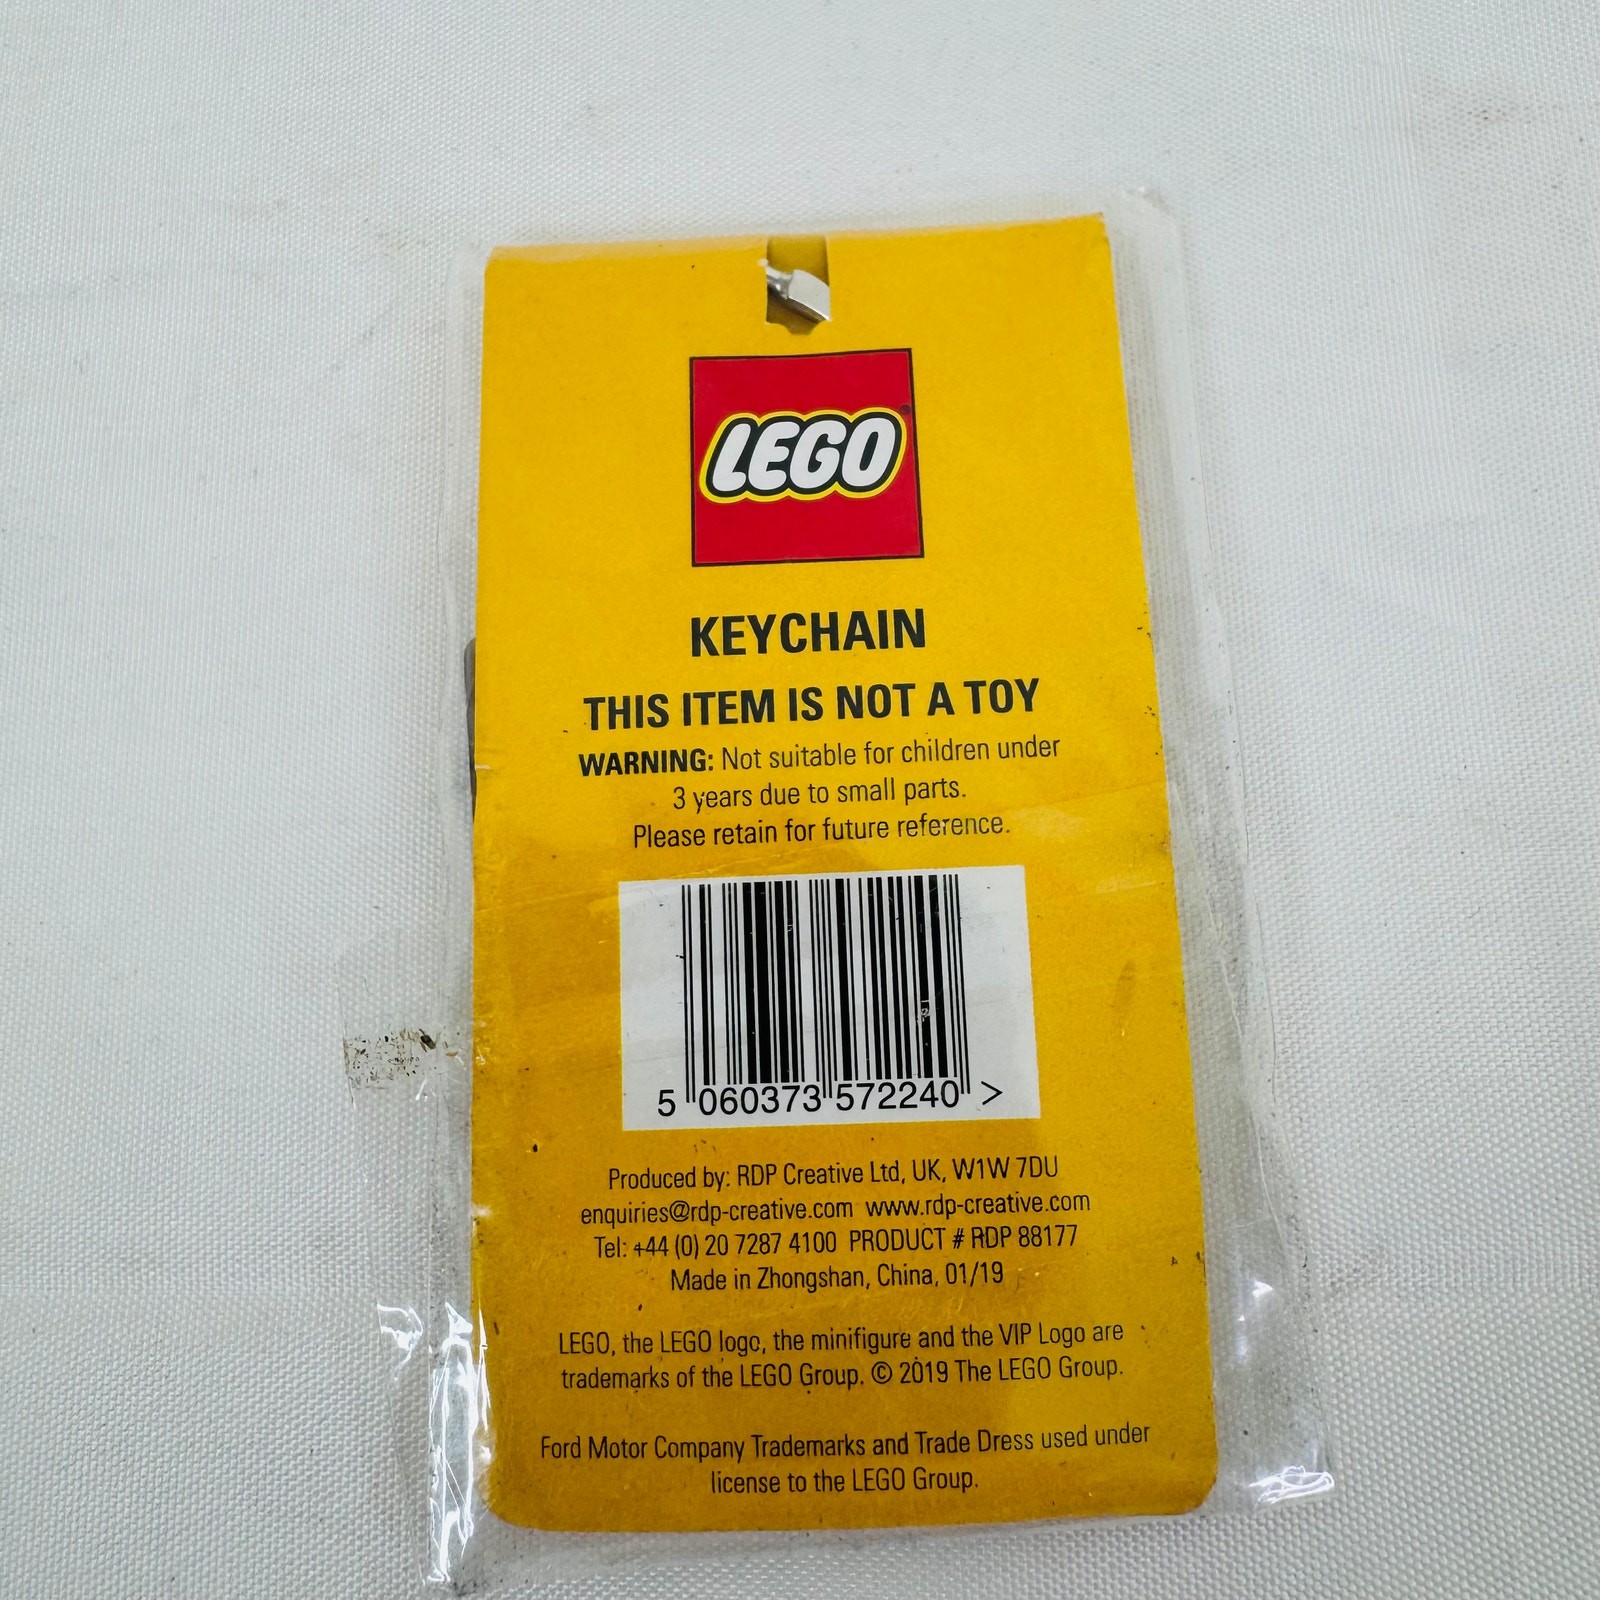 LEGO®
KEYCHAIN
THIS ITEM IS NOT A TOY
WARNING: Not suitable for children under
3 years due to small parts.
Please retain for future reference.
5 060373 572240 >
Produced by: RDP Creative Ltd, UK, W1W 7DU
enquiries@rdp-creative.com www.rdp-creative.com
Tel: +44 (0) 20 7287 4100 PRODUCT # RDP 88177
Made in Zhongshan, China, 01/19
LEGO, the LEGO logo, the minifigure and the VIP Logo are
trademarks of the LEGO Group. © 2019 The LEGO Group.
Ford Motor Company Trademarks and Trade Dress used under
license to the LEGO Group.